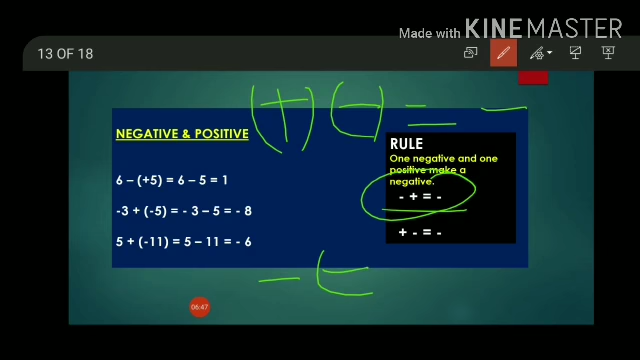 Made with KINEMASTER
13 OF 18
(+) (-) = -
NEGATIVE & POSITIVE
6 – (+5) = 6 – 5 = 1
-3 + (-5) = - 3 – 5 = - 8
5 + (-11) = 5 – 11 = - 6
RULE
One negative and one
positive make a
negative.
- + = -
+ - = -
06:47